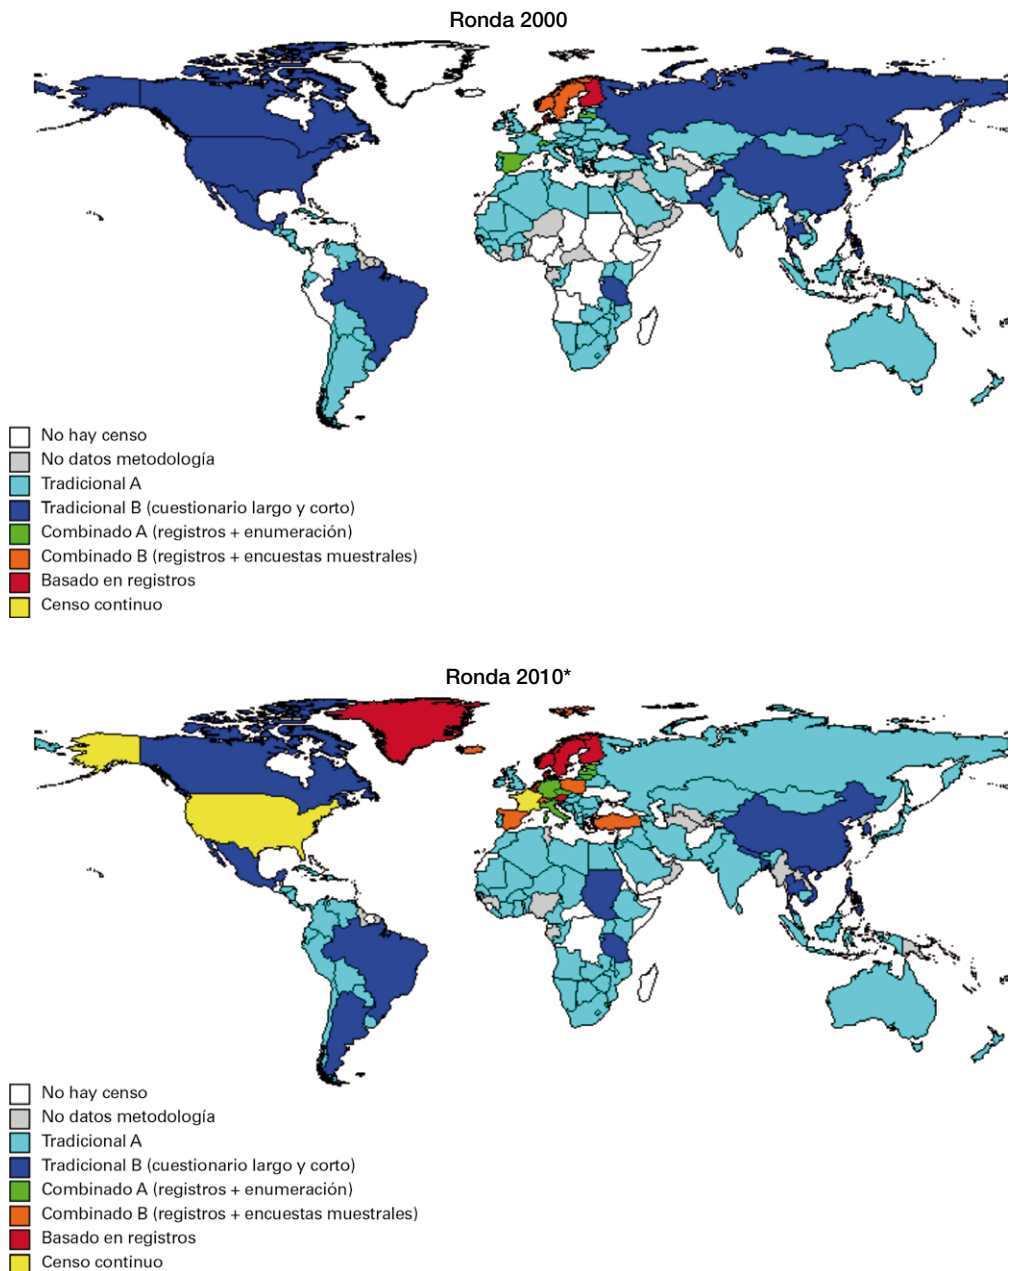 Ronda 2000
No hay censo
No datos metodología
Tradicional A
Tradicional B (cuestionario largo y corto)
Combinado A (registros + enumeración)
Combinado B (registros + encuestas muestrales)
Basado en registros
Censo continuo
Ronda 2010*
No hay censo
No datos metodología
Tradicional A
Tradicional B (cuestionario largo y corto)
Combinado A (registros + enumeración)
Combinado B (registros + encuestas muestrales)
Basado en registros
Censo continuo